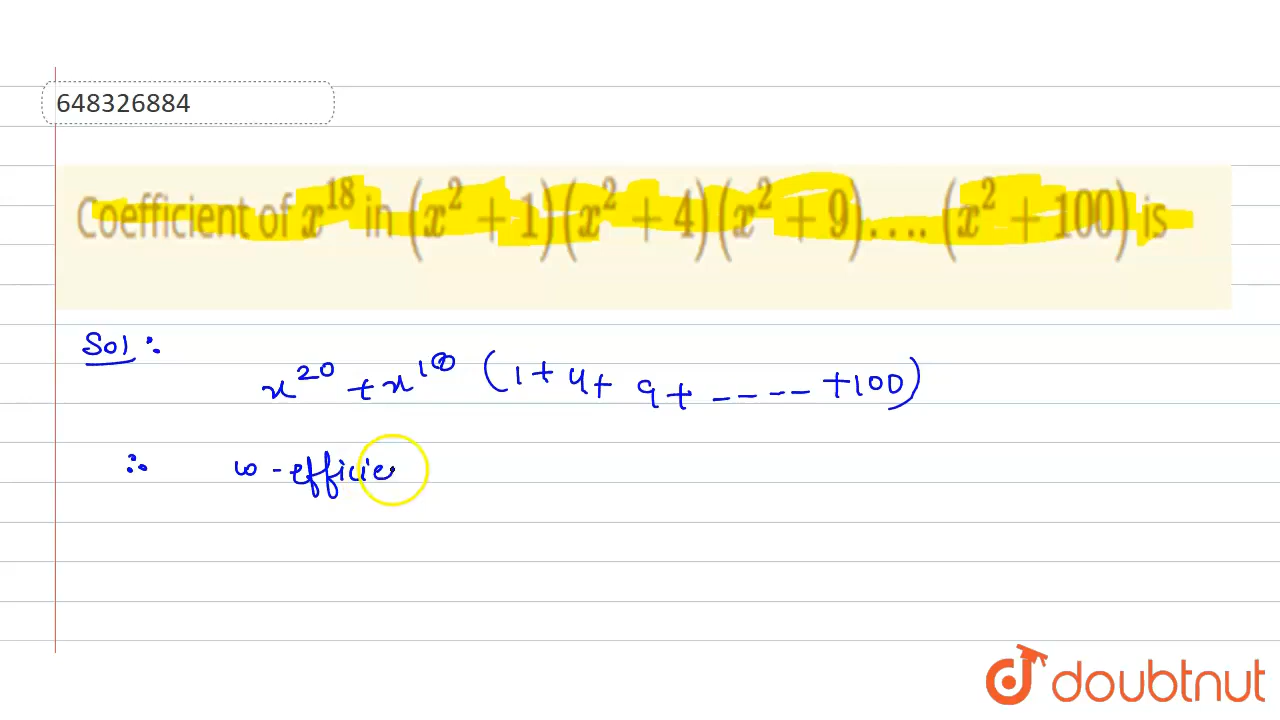 648326884
Coefficient of x^18 in (x^2 + 1)(x^2 + 4)(x^2 + 9).... (x^2 + 100) is
Sol :
x^20 + x^18 (1 + 4 + 9 + ---- + 100)
∴ co-efficie
doubtnut